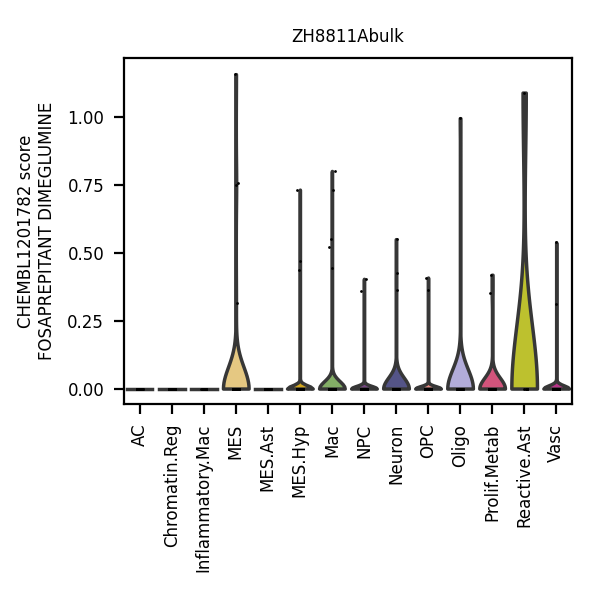 ZH8811Abulk
CHEMBL1201782 score
FOSAPREPITANT DIMEGLUMINE
1.00
0.75
0.50
0.25
0.00
AC
Chromatin.Reg
Inflammatory.Mac
MES
MES.Ast
MES.Hyp
Mac
NPC
Neuron
OPC
Oligo
Prolif.Metab
Reactive.Ast
Vasc